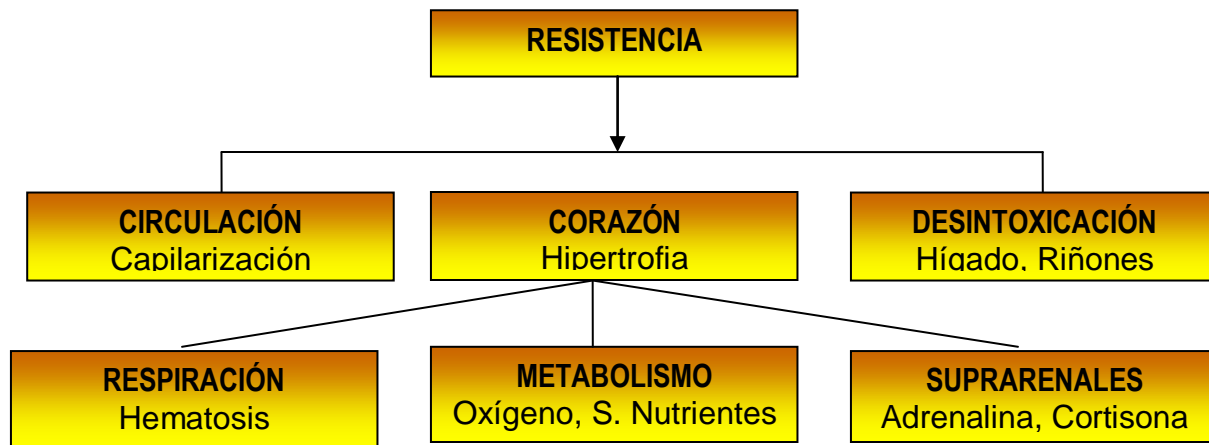 RESISTENCIA
CIRCULACIÓN
Capilarización
CORAZÓN
Hipertrofia
DESINTOXICACIÓN
Hígado, Riñones
RESPIRACIÓN
Hematosis
METABOLISMO
Oxígeno, S. Nutrientes
SUPRARENALES
Adrenalina, Cortisona